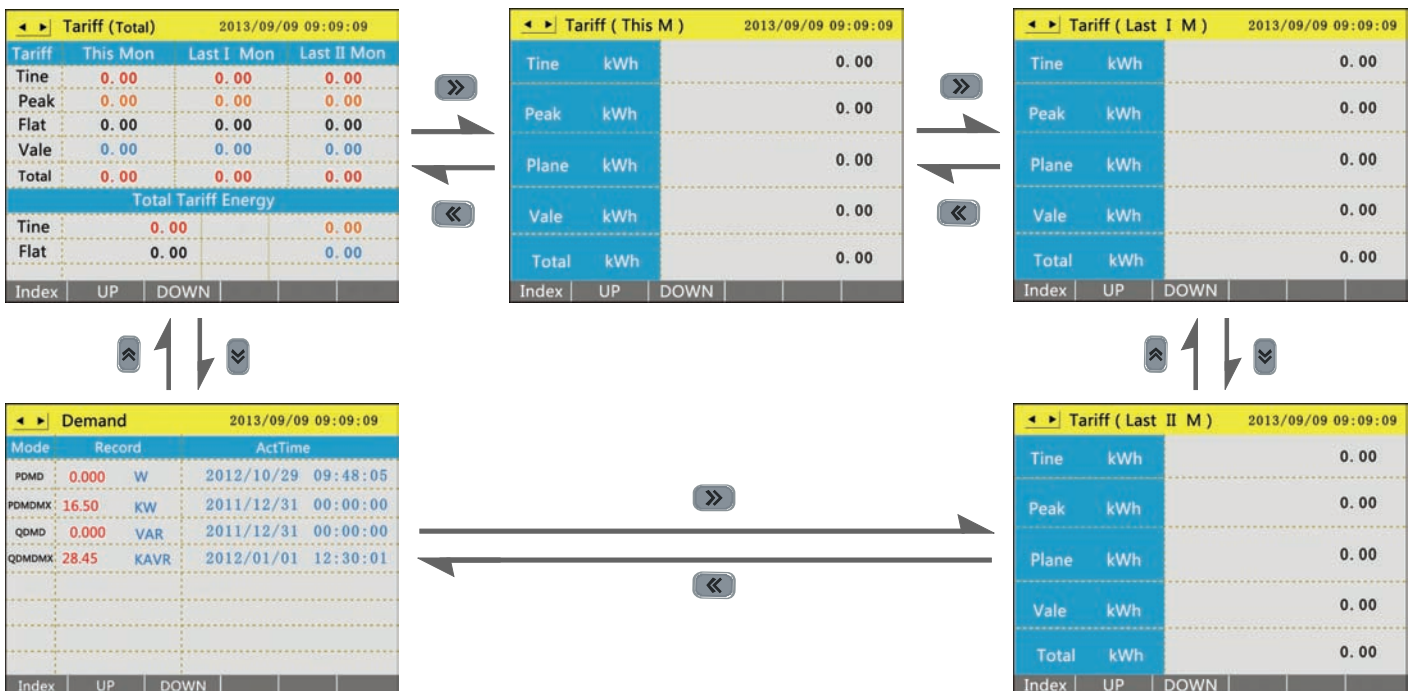 Tariff (Total) 2013/09/09 09:09:09
Tariff This Mon Last I Mon Last II Mon
Tine 0.00 0.00 0.00
Peak 0.00 0.00 0.00
Flat 0.00 0.00 0.00
Vale 0.00 0.00 0.00
Total 0.00 0.00 0.00
Total Tariff Energy
Tine 0.00 0.00
Flat 0.00 0.00
Index UP DOWN
Tariff ( This M ) 2013/09/09 09:09:09
Tine kWh 0.00
Peak kWh 0.00
Plane kWh 0.00
Vale kWh 0.00
Total kWh 0.00
Index UP DOWN
Tariff ( Last I M ) 2013/09/09 09:09:09
Tine kWh 0.00
Peak kWh 0.00
Plane kWh 0.00
Vale kWh 0.00
Total kWh 0.00
Index UP DOWN
Demand 2013/09/09 09:09:09
Mode Record ActTime
PDMD 0.000 W 2012/10/29 09:48:05
PDMDMX 16.50 KW 2011/12/31 00:00:00
QDMD 0.000 VAR 2011/12/31 00:00:00
QDMDMX 28.45 KAVR 2012/01/01 12:30:01
Index UP DOWN
Tariff ( Last II M ) 2013/09/09 09:09:09
Tine kWh 0.00
Peak kWh 0.00
Plane kWh 0.00
Vale kWh 0.00
Total kWh 0.00
Index UP DOWN